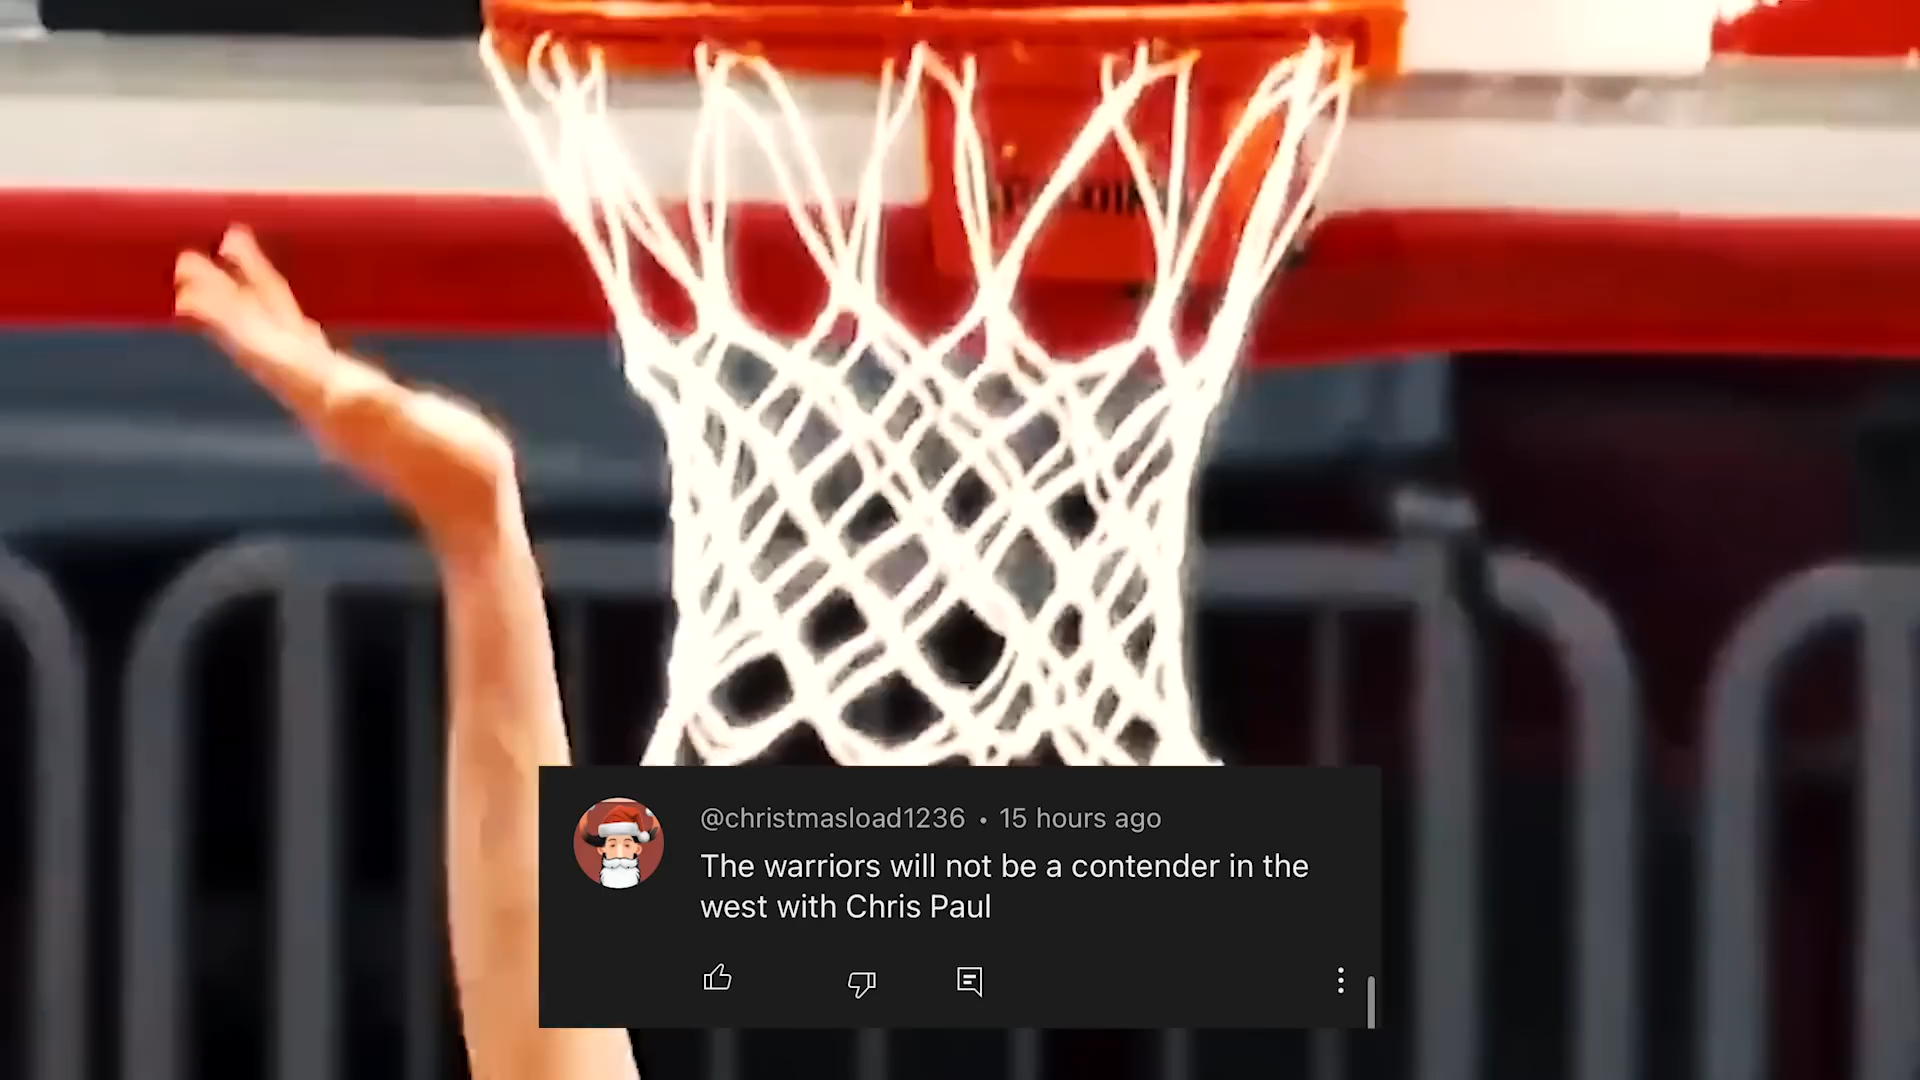 @christmasload1236 • 15 hours ago
The warriors will not be a contender in the
west with Chris Paul